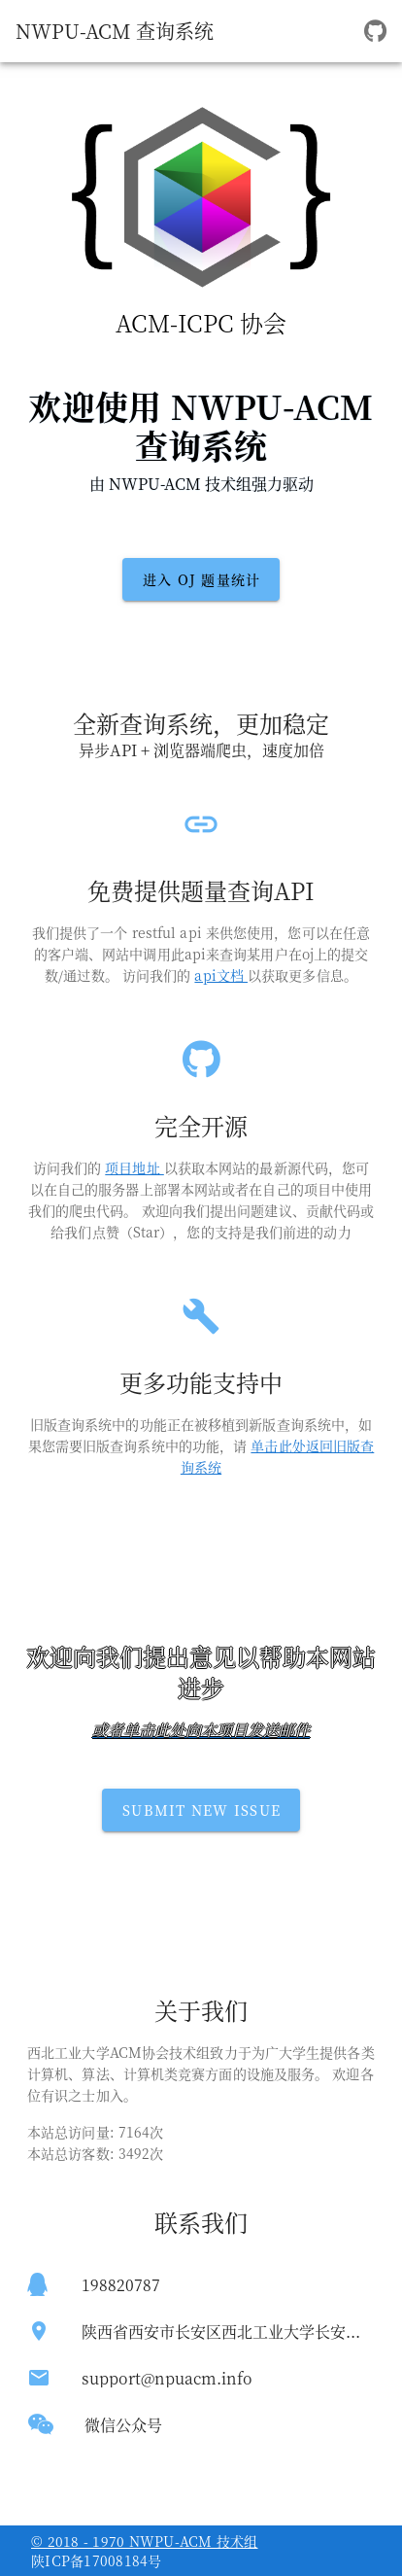 NWPU-ACM 查询系统
ACM-ICPC 协会
欢迎使用 NWPU-ACM
查询系统
由 NWPU-ACM 技术组强力驱动
进入 OJ 题量统计
全新查询系统，更加稳定
异步API + 浏览器端爬虫，速度加倍
免费提供题量查询API
我们提供了一个 restful api 来供您使用，您可以在任意
的客户端、网站中调用此api来查询某用户在oj上的提交
数/通过数。 访问我们的 api文档 以获取更多信息。
完全开源
访问我们的 项目地址 以获取本网站的最新源代码，您可
以在自己的服务器上部署本网站或者在自己的项目中使用
我们的爬虫代码。 欢迎向我们提出问题建议、贡献代码或
给我们点赞（Star），您的支持是我们前进的动力
更多功能支持中
旧版查询系统中的功能正在被移植到新版查询系统中，如
果您需要旧版查询系统中的功能，请 单击此处返回旧版查
询系统
欢迎向我们提出意见以帮助本网站
进步
或者单击此处向本项目发送邮件
SUBMIT NEW ISSUE
关于我们
西北工业大学ACM协会技术组致力于为广大学生提供各类
计算机、算法、计算机类竞赛方面的设施及服务。 欢迎各
位有识之士加入。
本站总访问量: 7164次
本站总访客数: 3492次
联系我们
198820787
陕西省西安市长安区西北工业大学长安...
support@npuacm.info
微信公众号
© 2018 - 1970 NWPU-ACM 技术组
陕ICP备17008184号